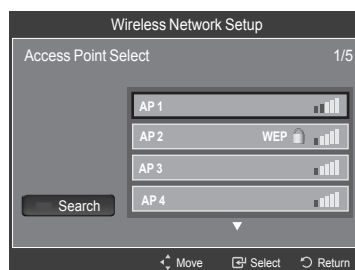 Wireless Network Setup
Access Point Select 1/5
AP 1
AP 2 WEP
AP 3
AP 4
Search
Move Select Return